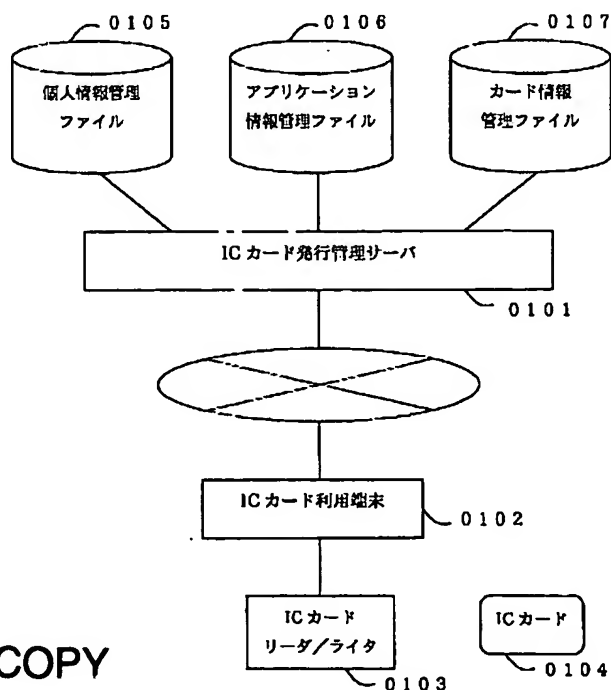 0105
0106
0107
個人情報管理
ファイル
アプリケーション
情報管理ファイル
カード情報
管理ファイル
ICカード発行管理サーバ
0101
ICカード利用端末
0102
ICカード
リーダ/ライタ
0103
ICカード
0104
COPY